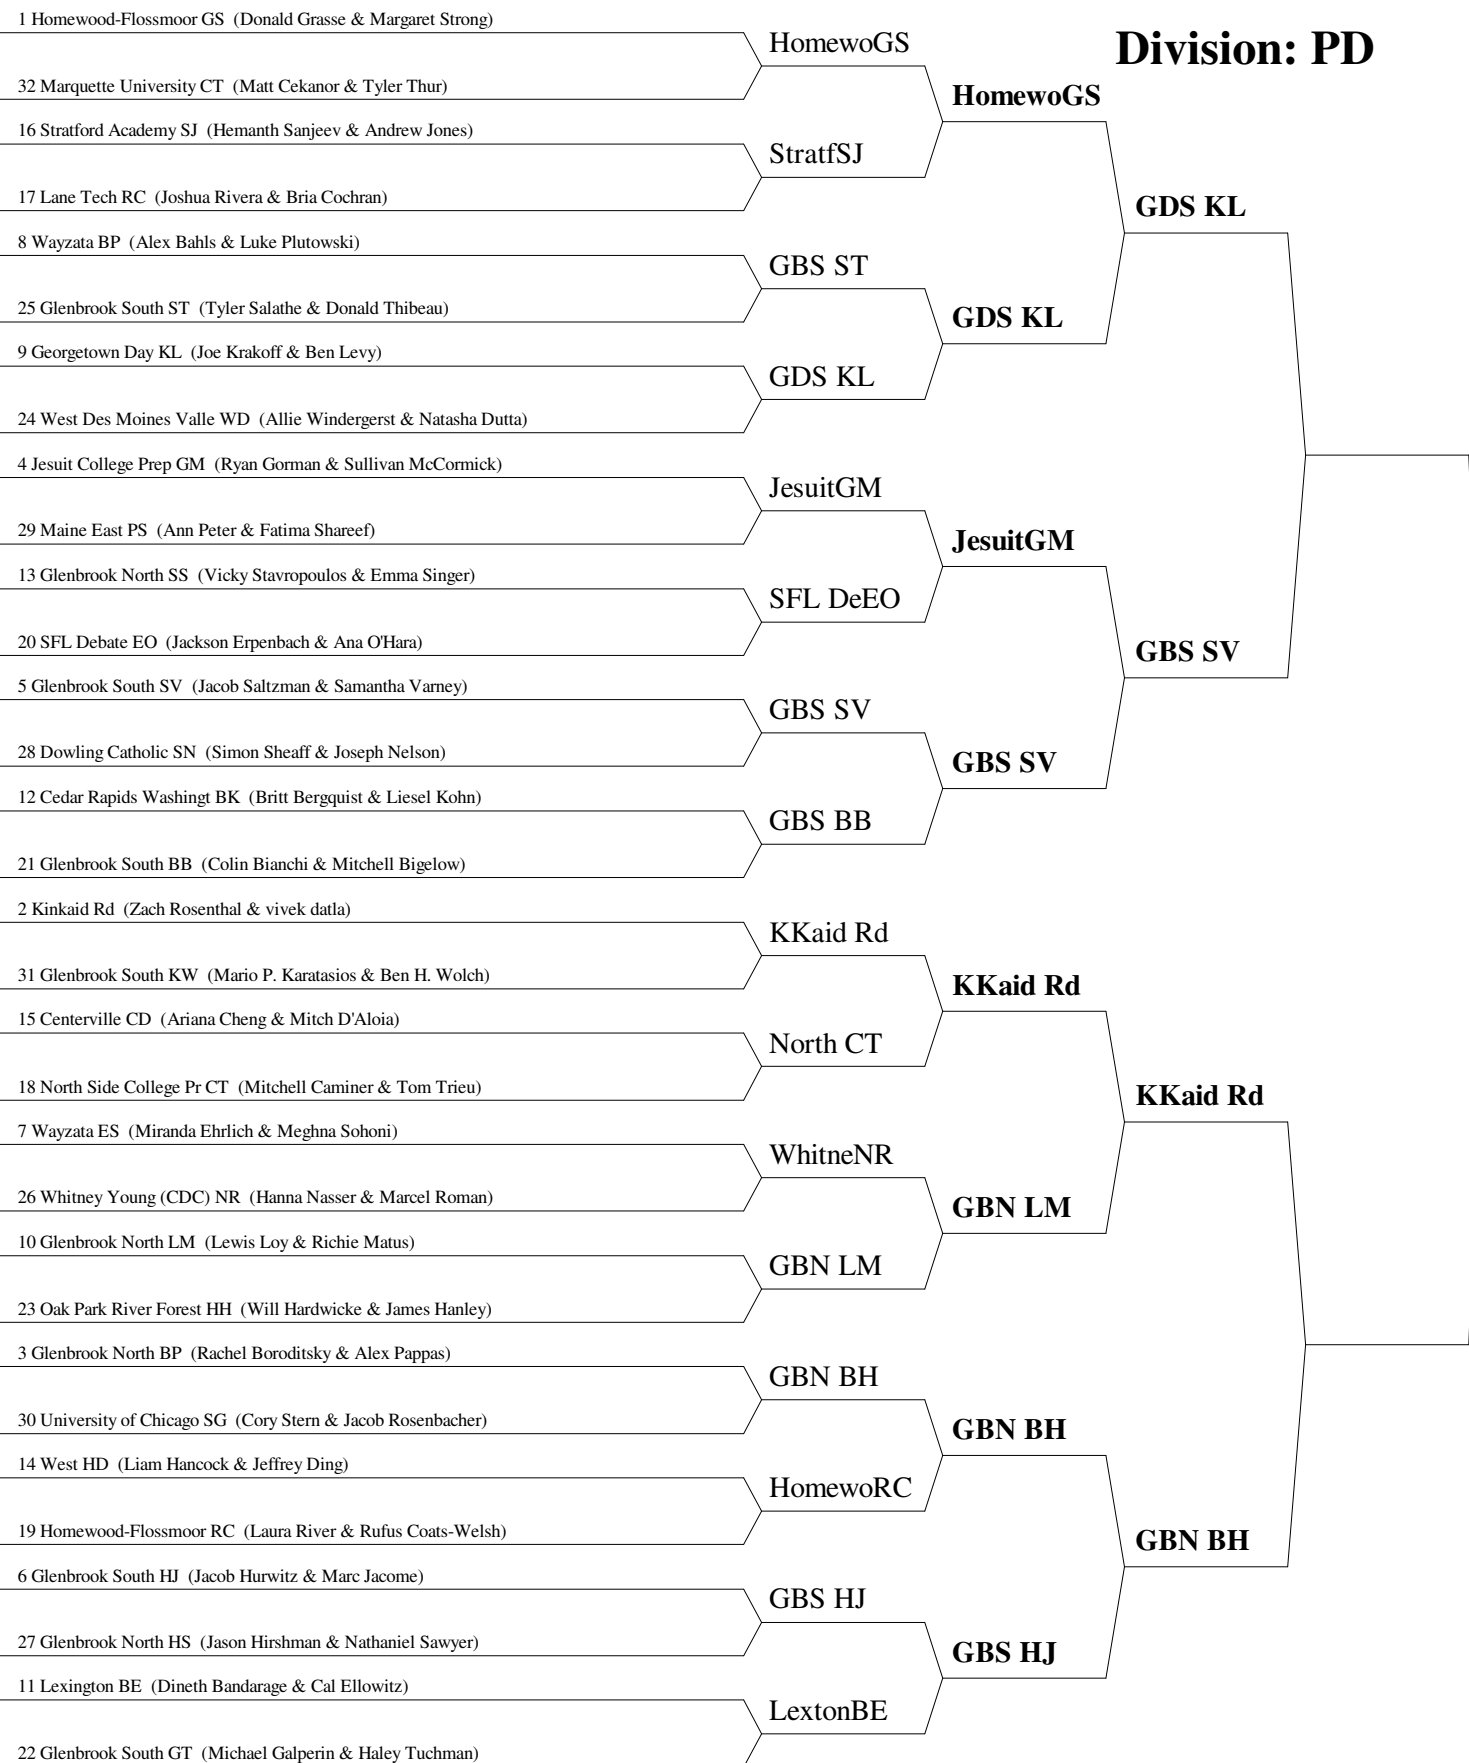 1 Homewood-Flossmoor GS (Donald Grasse & Margaret Strong)
HomewoGS
Division: PD
32 Marquette University CT (Matt Cekanor & Tyler Thur)
HomewoGS
16 Stratford Academy SJ (Hemanth Sanjeev & Andrew Jones)
StratfSJ
17 Lane Tech RC (Joshua Rivera & Bria Cochran)
GDS KL
8 Wayzata BP (Alex Bahls & Luke Plutowski)
GBS ST
25 Glenbrook South ST (Tyler Salathe & Donald Thibeau)
GDS KL
9 Georgetown Day KL (Joe Krakoff & Ben Levy)
GDS KL
24 West Des Moines Valle WD (Allie Windergerst & Natasha Dutta)
4 Jesuit College Prep GM (Ryan Gorman & Sullivan McCormick)
JesuitGM
29 Maine East PS (Ann Peter & Fatima Shareef)
JesuitGM
13 Glenbrook North SS (Vicky Stavropoulos & Emma Singer)
SFL DeEO
20 SFL Debate EO (Jackson Erpenbach & Ana O'Hara)
GBS SV
5 Glenbrook South SV (Jacob Saltzman & Samantha Varney)
GBS SV
28 Dowling Catholic SN (Simon Sheaff & Joseph Nelson)
GBS SV
12 Cedar Rapids Washingt BK (Britt Bergquist & Liesel Kohn)
GBS BB
21 Glenbrook South BB (Colin Bianchi & Mitchell Bigelow)
2 Kinkaid Rd (Zach Rosenthal & vivek datla)
KKaid Rd
31 Glenbrook South KW (Mario P. Karatasios & Ben H. Wolch)
KKaid Rd
15 Centerville CD (Ariana Cheng & Mitch D'Aloia)
North CT
18 North Side College Pr CT (Mitchell Caminer & Tom Trieu)
KKaid Rd
7 Wayzata ES (Miranda Ehrlich & Meghna Sohoni)
WhitneNR
26 Whitney Young (CDC) NR (Hanna Nasser & Marcel Roman)
GBN LM
10 Glenbrook North LM (Lewis Loy & Richie Matus)
GBN LM
23 Oak Park River Forest HH (Will Hardwicke & James Hanley)
3 Glenbrook North BP (Rachel Boroditsky & Alex Pappas)
GBN BH
30 University of Chicago SG (Cory Stern & Jacob Rosenbacher)
GBN BH
14 West HD (Liam Hancock & Jeffrey Ding)
HomewoRC
19 Homewood-Flossmoor RC (Laura River & Rufus Coats-Welsh)
GBN BH
6 Glenbrook South HJ (Jacob Hurwitz & Marc Jacome)
GBS HJ
27 Glenbrook North HS (Jason Hirshman & Nathaniel Sawyer)
GBS HJ
11 Lexington BE (Dineth Bandarage & Cal Ellowitz)
LextonBE
22 Glenbrook South GT (Michael Galperin & Haley Tuchman)